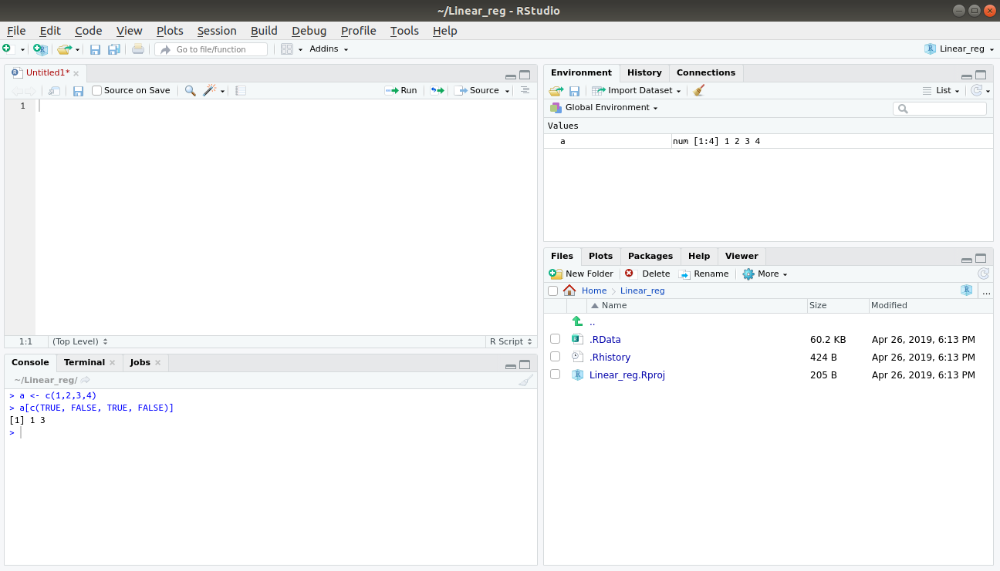 ~/Linear_reg - RStudio
File Edit Code View Plots Session Build Debug Profile Tools Help
Go to file/function Addins Linear_reg
Untitled1*
Source on Save Run Source
1
1:1 (Top Level) R Script
Console Terminal Jobs
~/Linear_reg/
> a <- c(1,2,3,4)
> a[c(TRUE, FALSE, TRUE, FALSE)]
[1] 1 3
>
Environment History Connections
Import Dataset List
Global Environment
Values
a num [1:4] 1 2 3 4
Files Plots Packages Help Viewer
New Folder Delete Rename More
Home Linear_reg R ...
Name Size Modified
..
.RData 60.2 KB Apr 26, 2019, 6:13 PM
.Rhistory 424 B Apr 26, 2019, 6:13 PM
Linear_reg.Rproj 205 B Apr 26, 2019, 6:13 PM